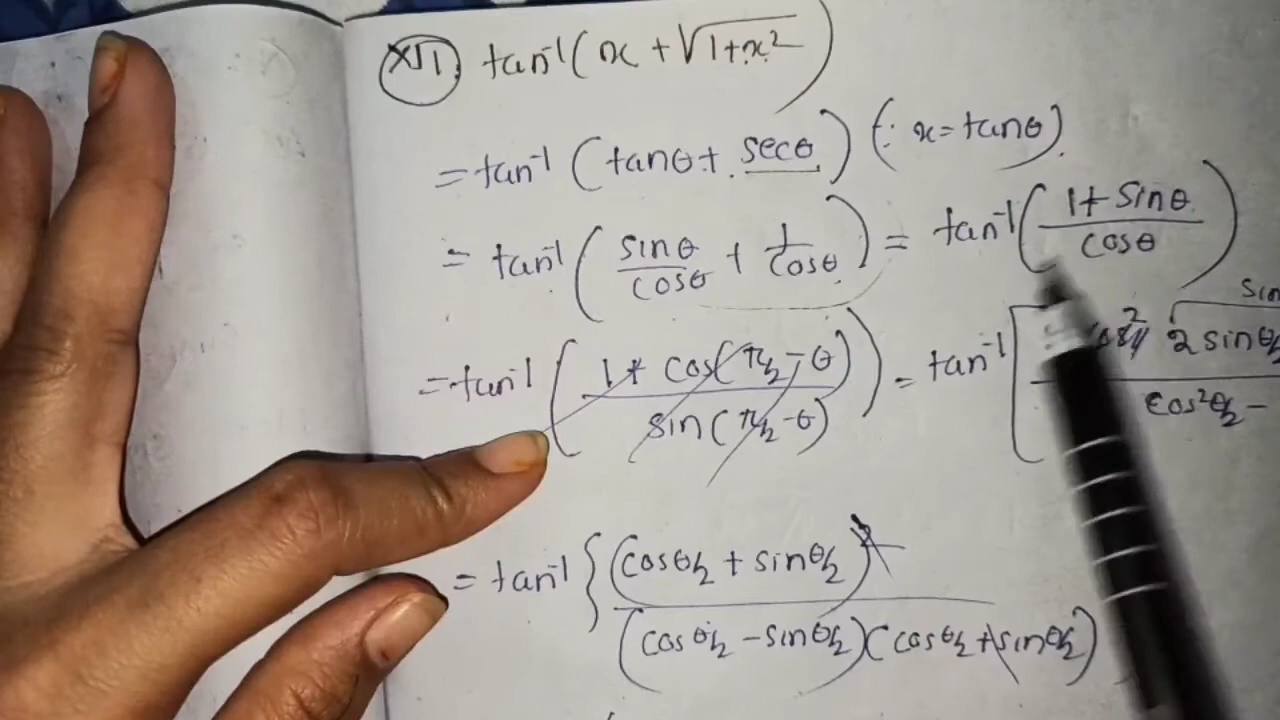 XVI) tan⁻¹(x + √1+x²)
= tan⁻¹(tanθ + secθ) (∵ x = tanθ).
= tan⁻¹(sinθ/cosθ + 1/cosθ) = tan⁻¹(1+ sinθ/cosθ)
= tan⁻¹(1+ cos(π/2 - θ)/sin(π/2 - θ)) = tan⁻¹[2 sinθ/2 / cos²θ/2 -
= tan⁻¹{(cosθ/2 + sinθ/2)²/(cosθ/2 - sinθ/2)(cosθ/2 + sinθ/2)